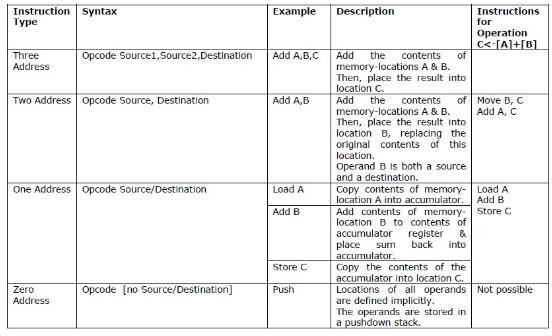 Instruction Type Syntax Example Description Instructions for Operation C<-[A]+[B]
Three Address Opcode Source1,Source2,Destination Add A,B,C
Add the contents of
memory-locations A & B.
Then, place the result into
location C.
Two Address Opcode Source, Destination Add A,B
Add the contents of
memory-locations A & B.
Then, place the result into
location B, replacing the
original contents of this
location.
Operand B is both a source
and a destination.
Move B, C
Add A, C
One Address Opcode Source/Destination
Load A
Copy contents of memory-
location A into accumulator.
Add B
Add contents of memory-
location B to contents of
accumulator register &
place sum back into
accumulator.
Store C
Copy the contents of the
accumulator into location C.
Load A
Add B
Store C
Zero Address Opcode [no Source/Destination] Push
Locations of all operands
are defined implicitly.
The operands are stored in
a pushdown stack.
Not possible